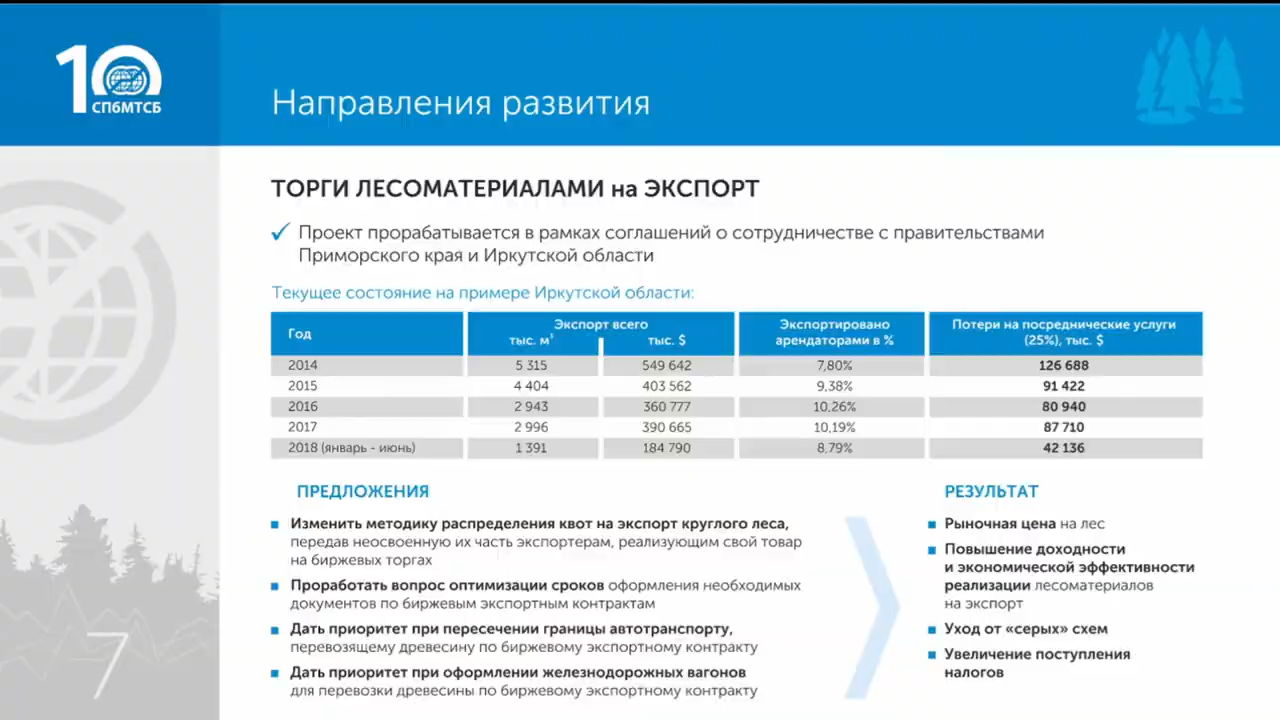 10
СПбМТСБ
Направления развития
ТОРГИ ЛЕСОМАТЕРИАЛАМИ на ЭКСПОРТ
Проект прорабатывается в рамках соглашений о сотрудничестве с правительствами
Приморского края и Иркутской области
Текущее состояние на примере Иркутской области:
Год Экспорт всего Экспортировано Потери на посреднические услуги
тыс. м³ тыс. $ арендаторами в % (25%), тыс. $
2014 5 315 549 642 7,80% 126 688
2015 4 404 403 562 9,38% 91 422
2016 2 943 360 777 10,26% 80 940
2017 2 996 390 665 10,19% 87 710
2018 (январь - июнь) 1 391 184 790 8,79% 42 136
ПРЕДЛОЖЕНИЯ
Изменить методику распределения квот на экспорт круглого леса,
передав неосвоенную их часть экспортерам, реализующим свой товар
на биржевых торгах
Проработать вопрос оптимизации сроков оформления необходимых
документов по биржевым экспортным контрактам
Дать приоритет при пересечении границы автотранспорту,
перевозящему древесину по биржевому экспортному контракту
Дать приоритет при оформлении железнодорожных вагонов
для перевозки древесины по биржевому экспортному контракту
РЕЗУЛЬТАТ
Рыночная цена на лес
Повышение доходности
и экономической эффективности
реализации лесоматериалов
на экспорт
Уход от «серых» схем
Увеличение поступления
налогов
7